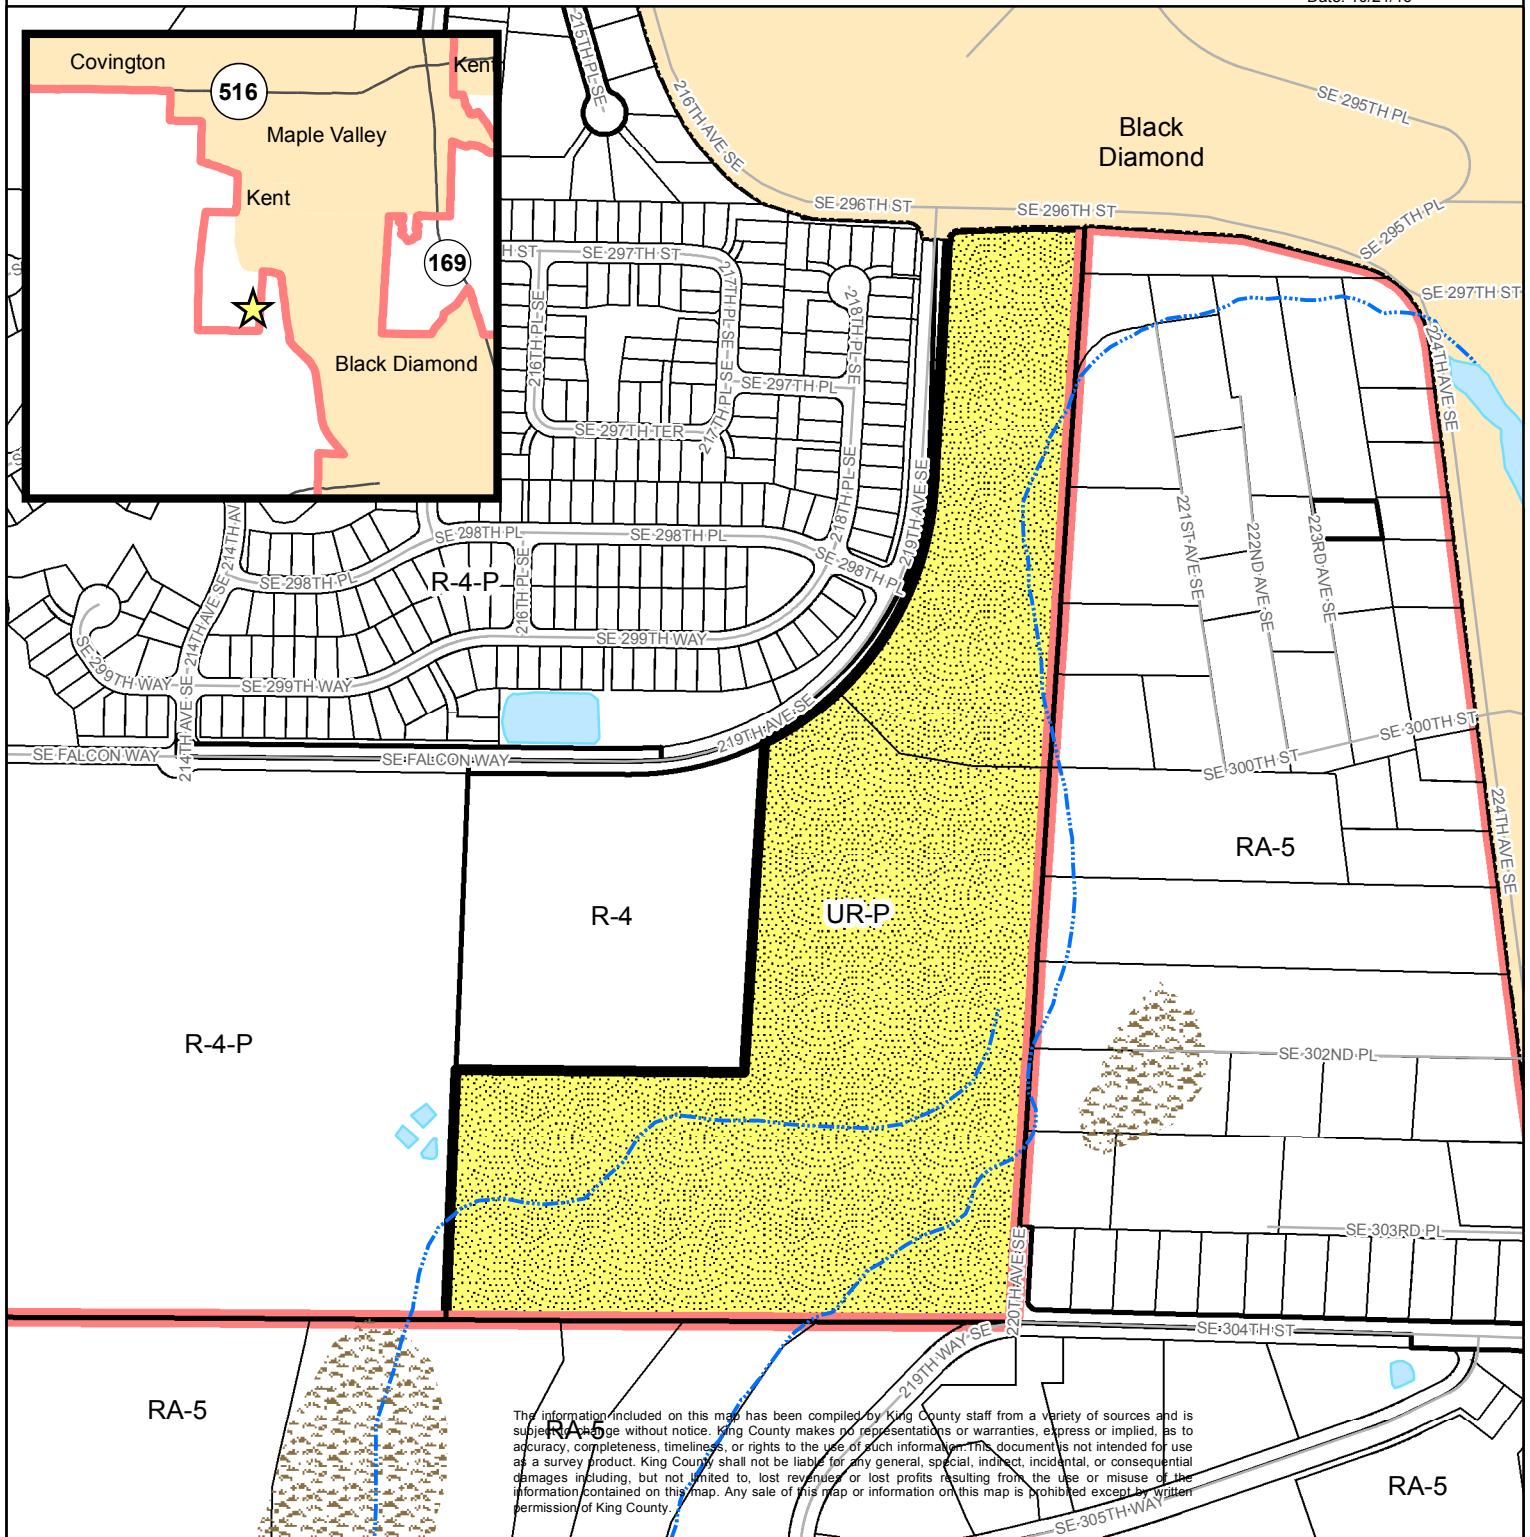 Covington
Kent
516
Maple Valley
Kent
169
Black Diamond
215TH PL SE
216TH AVE SE
SE 295TH PL
Black
Diamond
SE 296TH ST
SE 296TH ST
SE 295TH PL
SE 297TH ST
H ST
SE 297TH ST
217TH PL SE
218TH PL SE
216TH PL SE
SE 297TH PL
224TH AVE SE
SE 297TH TER
217TH PL SE
218TH PL SE
219TH AVE SE
221ST AVE SE
222ND AVE SE
223RD AVE SE
214TH AV
SE 298TH PL
SE 298TH PL
SE 298TH P
SE 298TH PL
R-4-P
216TH PL SE
214TH AVE SE
SE 299TH WAY
SE 299TH WAY
SE 299TH WAY
219TH AVE SE
SE 300TH ST
SE 300TH ST
SE FALCON WAY
214TH AVE SE
SE FALCON WAY
224TH AVE SE
RA-5
R-4
UR-P
R-4-P
SE 302ND PL
SE 303RD PL
220TH AVE SE
SE 304TH ST
219TH WAY SE
RA-5
RA-5
The information included on this map has been compiled by King County staff from a variety of sources and is
subject to change without notice. King County makes no representations or warranties, express or implied, as to
accuracy, completeness, timeliness, or rights to the use of such information. This document is not intended for use
as a survey product. King County shall not be liable for any general, special, indirect, incidental, or consequential
damages including, but not limited to, lost revenues or lost profits resulting from the use or misuse of the
information contained on this map. Any sale of this map or information on this map is prohibited except by written
permission of King County.
RA-5
SE 305TH WAY